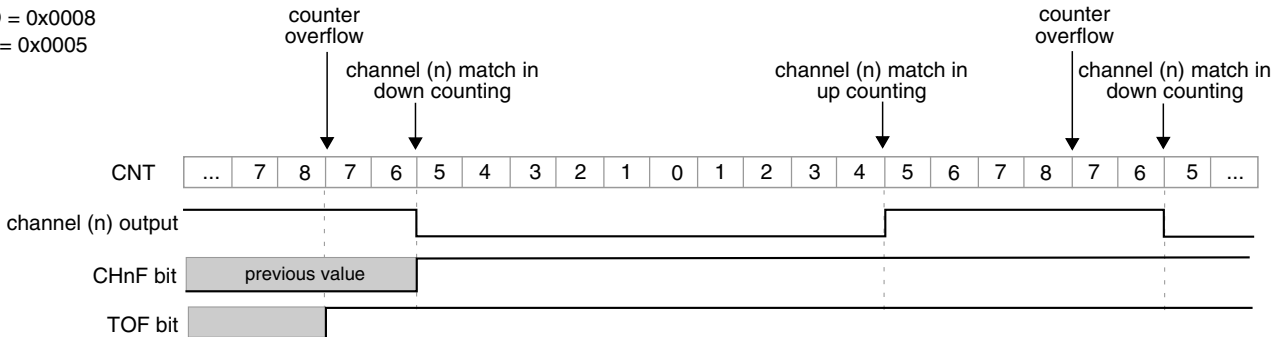 = 0x0008
= 0x0005
counter
overflow
channel (n) match in
down counting
channel (n) match in
up counting
counter
overflow
channel (n) match in
down counting
CNT ... 7 8 7 6 5 4 3 2 1 0 1 2 3 4 5 6 7 8 7 6 5 ...
channel (n) output
CHnF bit previous value
TOF bit